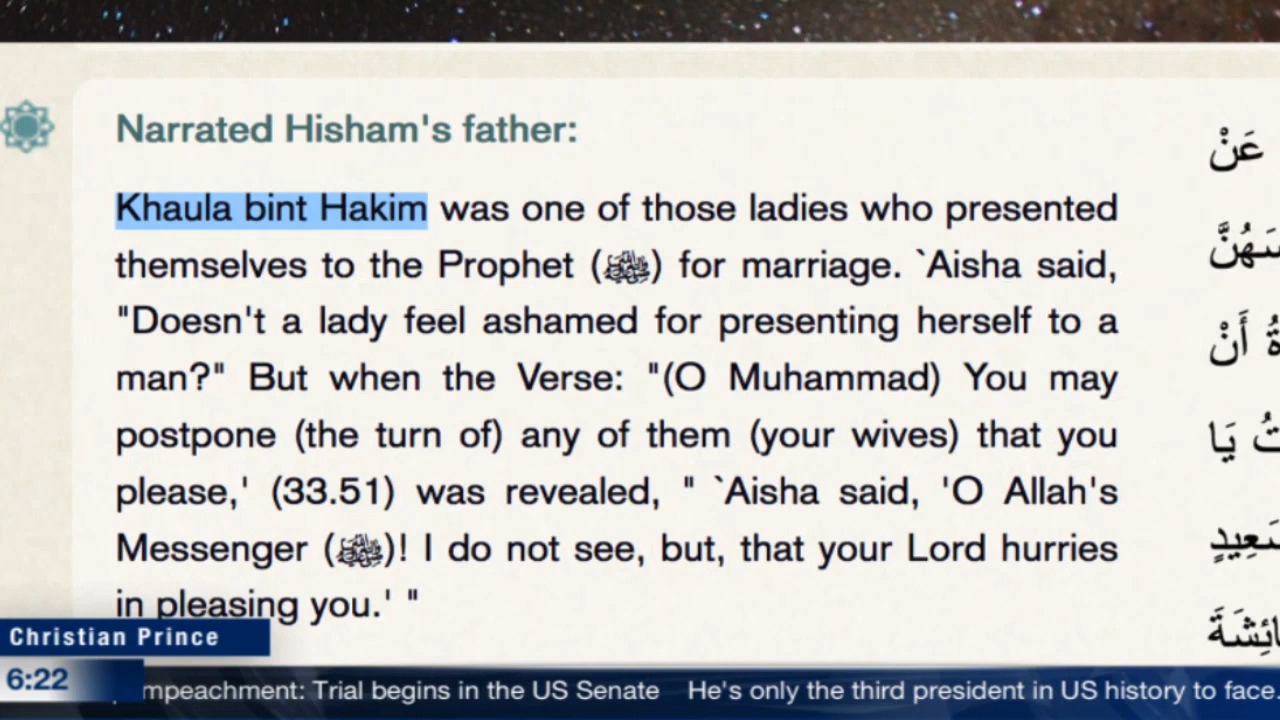 Narrated Hisham's father:
Khaula bint Hakim was one of those ladies who presented
themselves to the Prophet (ﷺ) for marriage. `Aisha said,
"Doesn't a lady feel ashamed for presenting herself to a
man?" But when the Verse: "(O Muhammad) You may
postpone (the turn of) any of them (your wives) that you
please,' (33.51) was revealed, " `Aisha said, 'O Allah's
Messenger (ﷺ)! I do not see, but, that your Lord hurries
in pleasing you.' "
عَنْ
أَنْ
يَا
Christian Prince
6:22
mpeachment: Trial begins in the US Senate He's only the third president in US history to face.